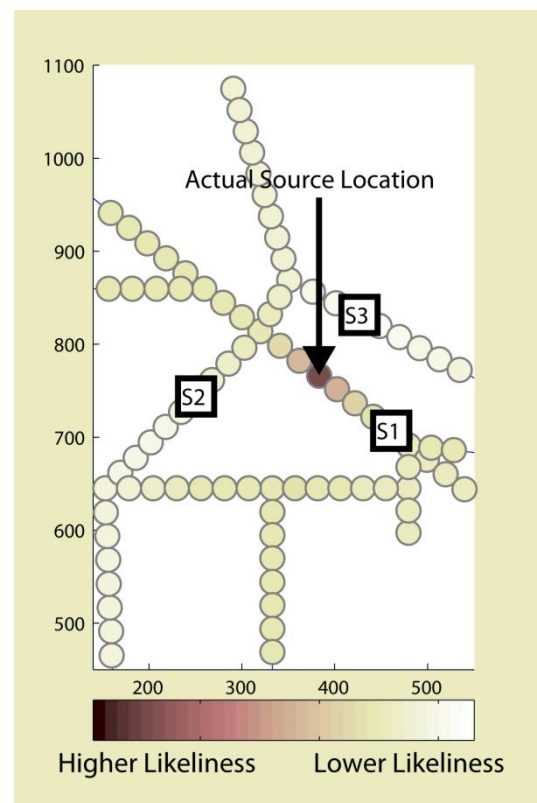 1100
1000
Actual Source Location
900
S3
800
S2
S1
700
600
500
200 300 400 500
Higher Likeliness Lower Likeliness